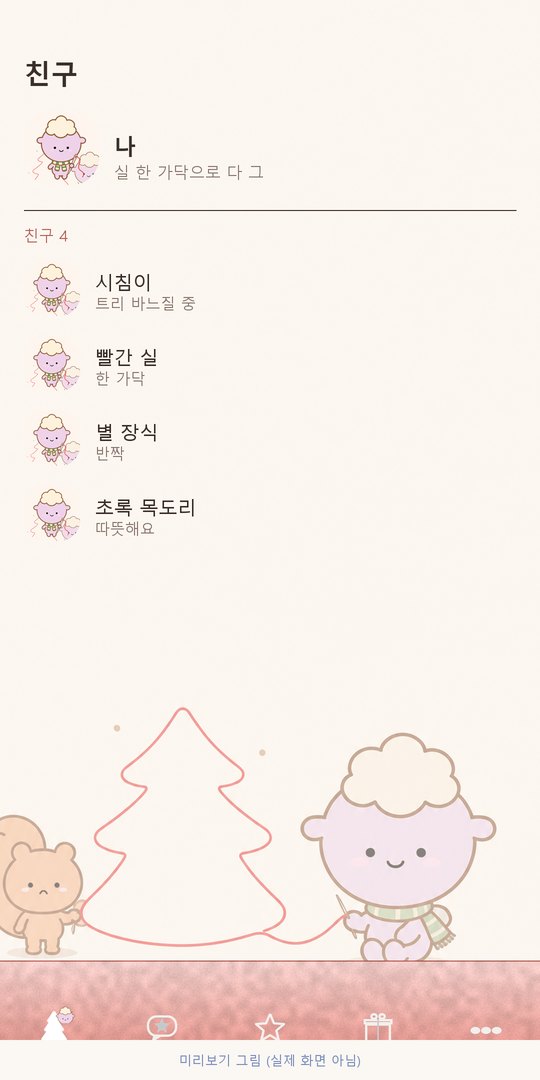 친구
나
실 한 가닥으로 다 그
친구 4
시침이
트리 바느질 중
빨간 실
한 가닥
별 장식
반짝
초록 목도리
따뜻해요
미리보기 그림 (실제 화면 아님)